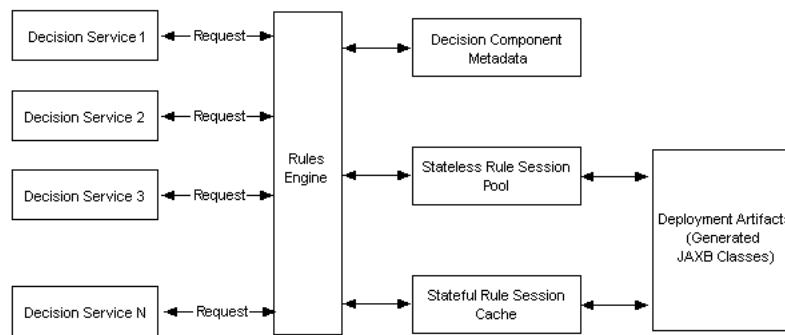 Decision Service 1
Request
Decision Service 2
Request
Decision Service 3
Request
Decision Service N
Request
Rules
Engine
Decision Component
Metadata
Stateless Rule Session
Pool
Stateful Rule Session
Cache
Deployment Artifacts
(Generated
JAXB Classes)